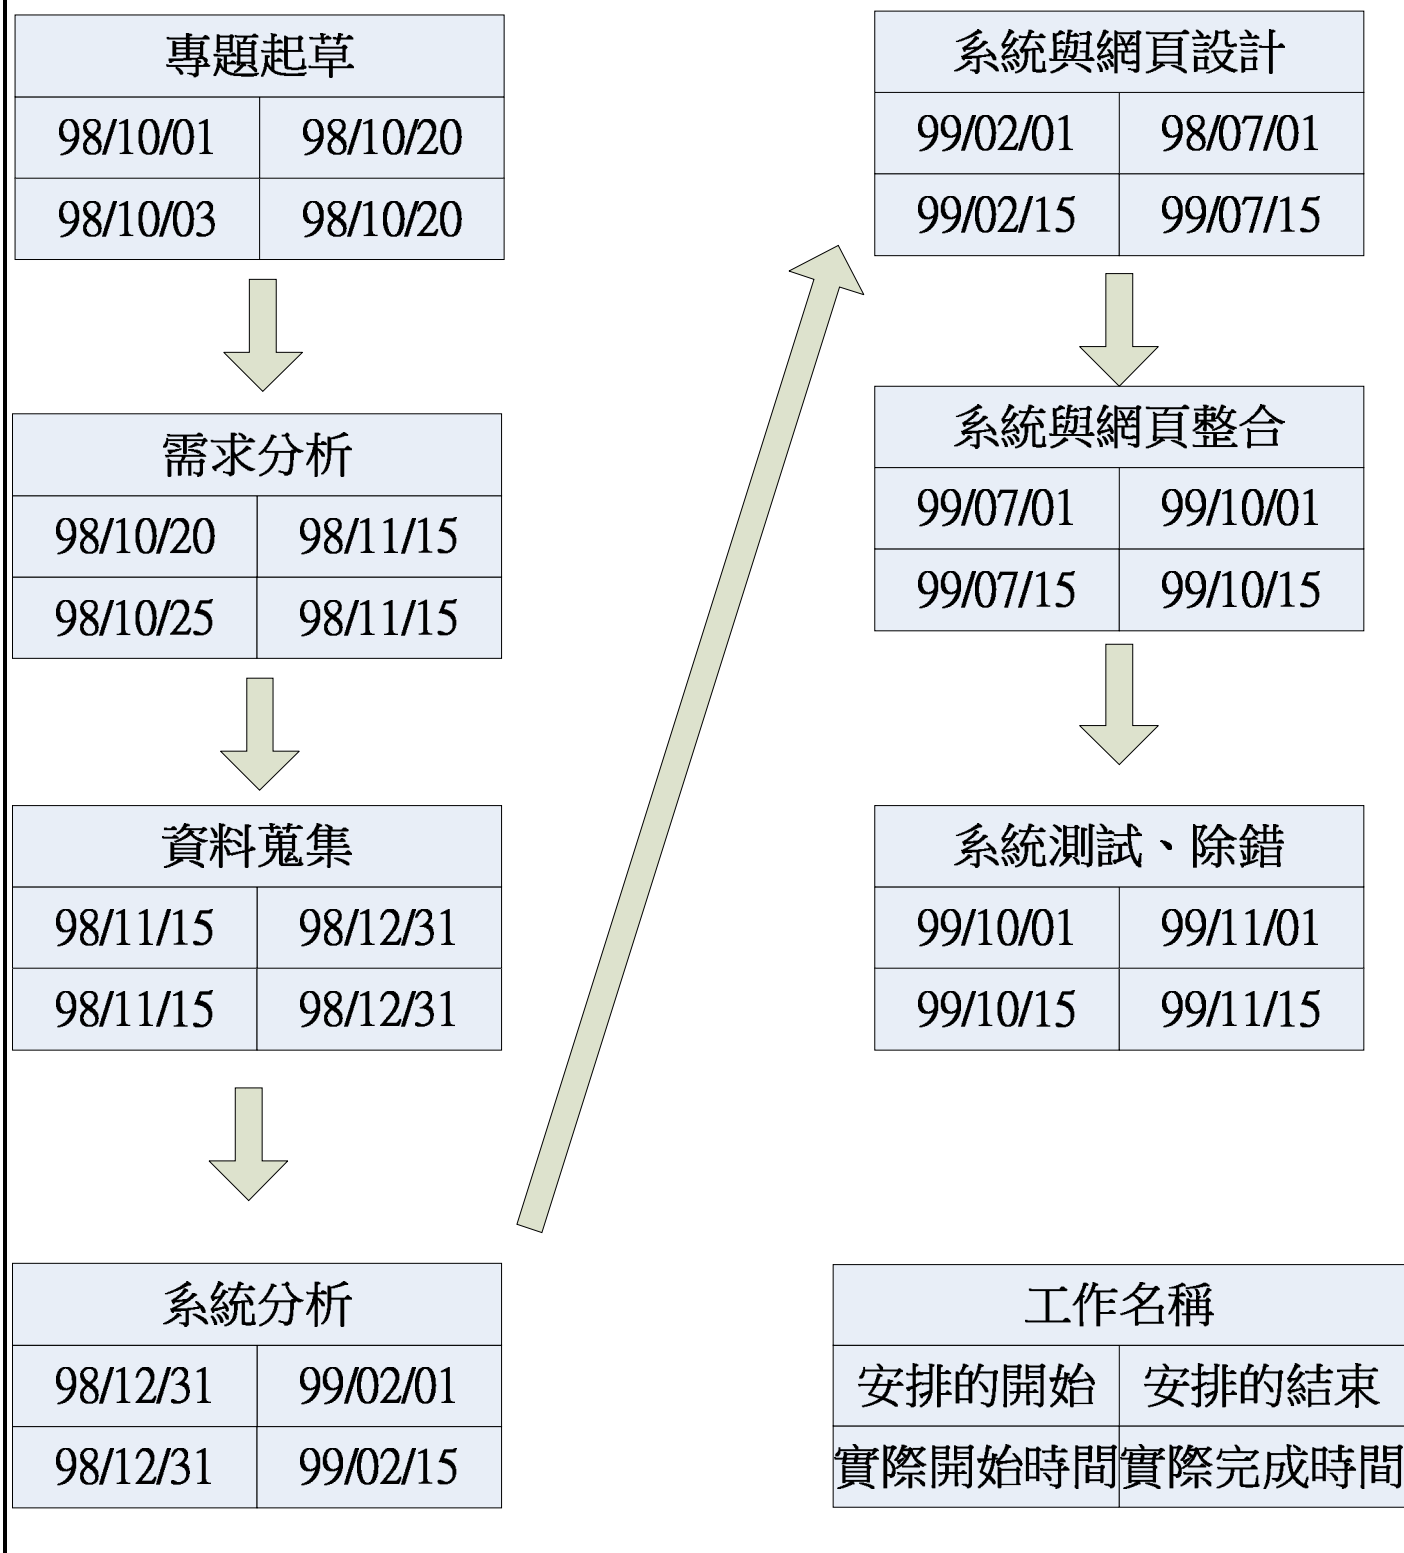 專題起草
98/10/01 98/10/20
98/10/03 98/10/20
需求分析
98/10/20 98/11/15
98/10/25 98/11/15
資料蒐集
98/11/15 98/12/31
98/11/15 98/12/31
系統分析
98/12/31 99/02/01
98/12/31 99/02/15
系統與網頁設計
99/02/01 98/07/01
99/02/15 99/07/15
系統與網頁整合
99/07/01 99/10/01
99/07/15 99/10/15
系統測試、除錯
99/10/01 99/11/01
99/10/15 99/11/15
工作名稱
安排的開始 安排的結束
實際開始時間 實際完成時間